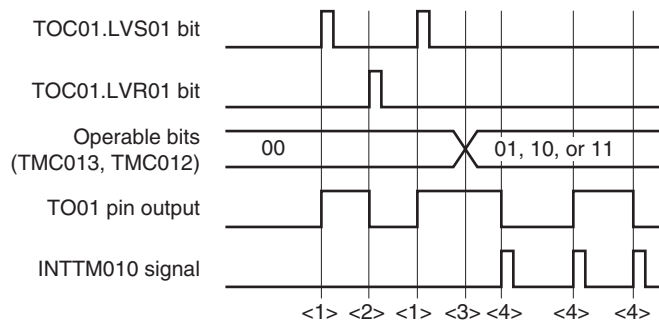 TOC01.LVS01 bit
TOC01.LVR01 bit
Operable bits
(TMC013, TMC012)
00
01, 10, or 11
TO01 pin output
INTTM010 signal
<1> <2> <1> <3> <4> <4> <4>